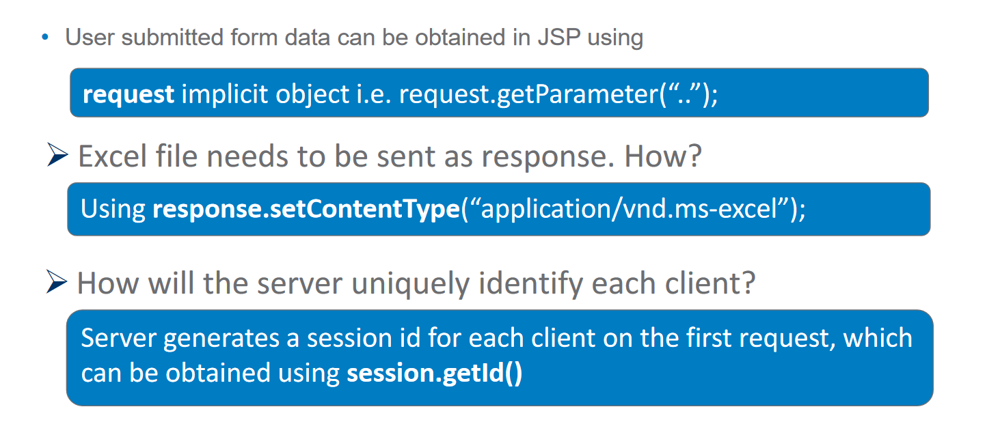 • User submitted form data can be obtained in JSP using
request implicit object i.e. request.getParameter(“..”);
➢ Excel file needs to be sent as response. How?
Using response.setContentType(“application/vnd.ms-excel”);
➢ How will the server uniquely identify each client?
Server generates a session id for each client on the first request, which
can be obtained using session.getId()